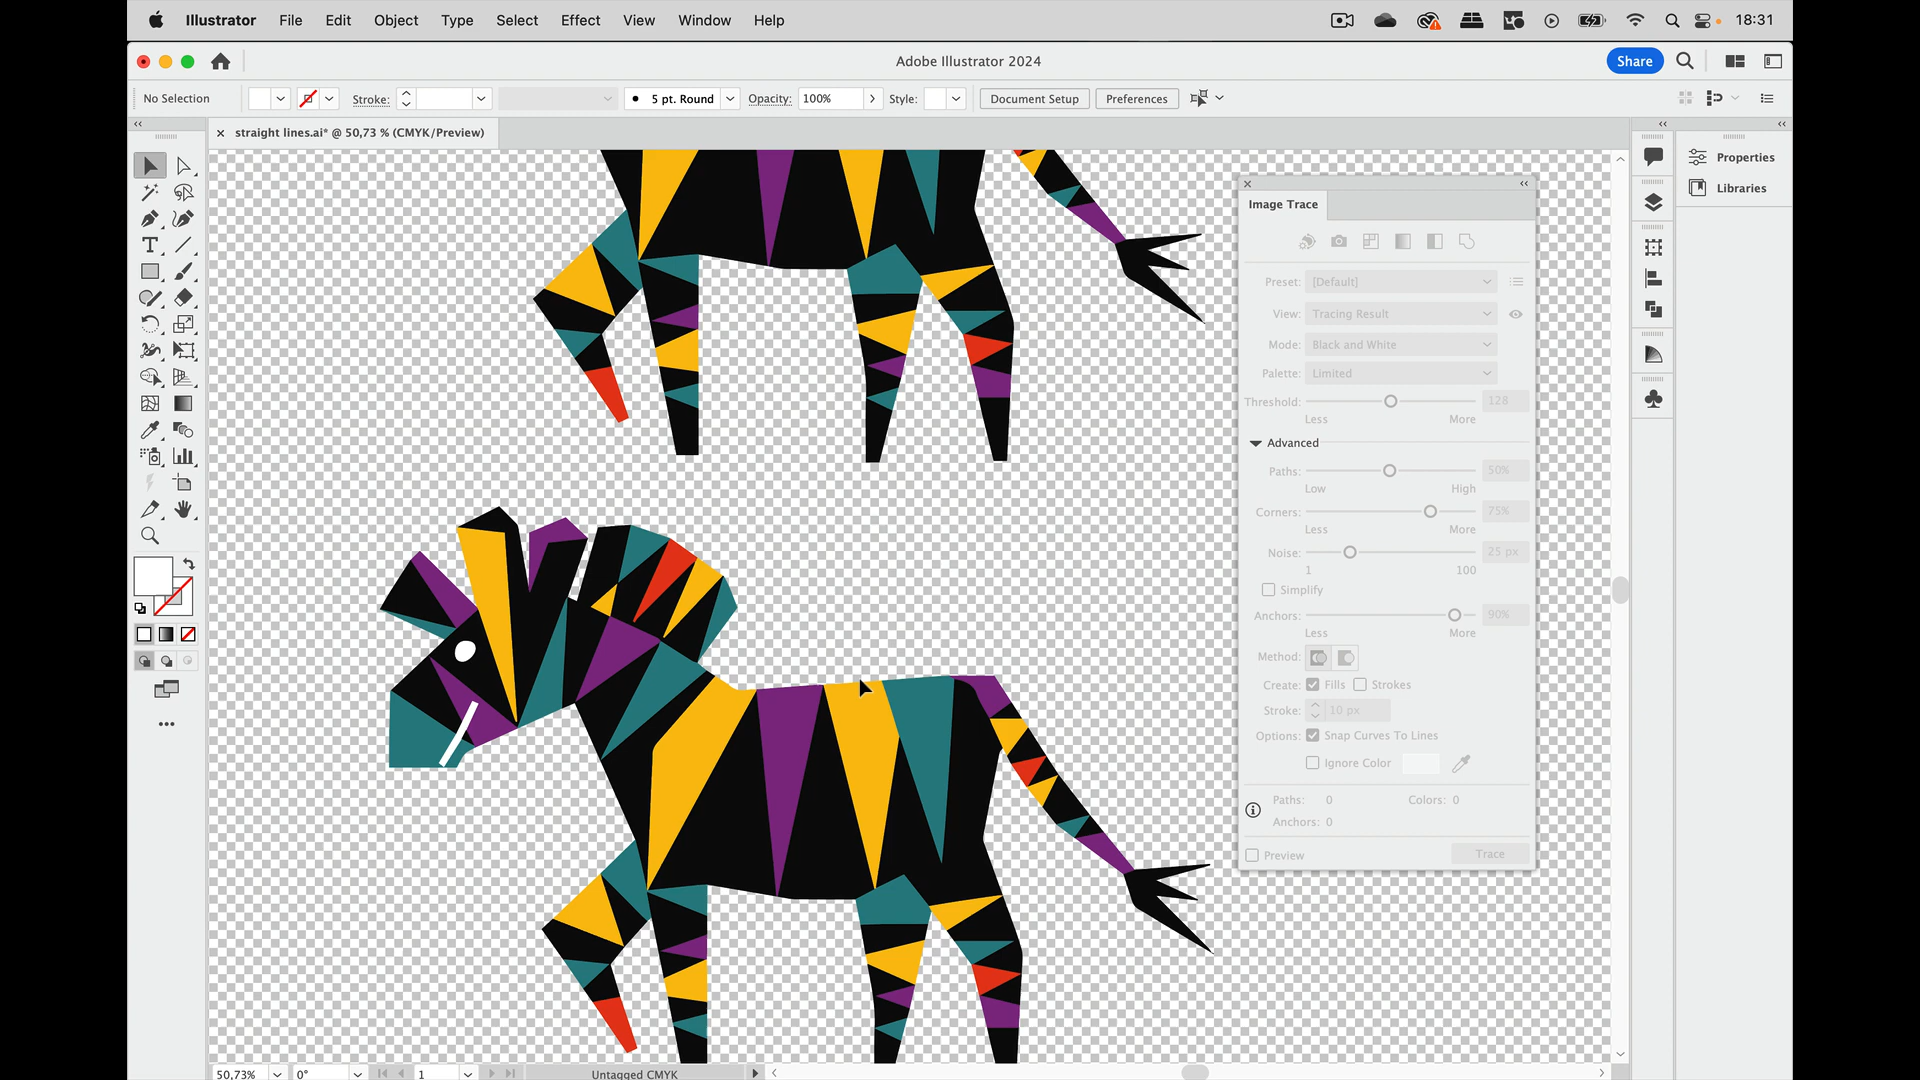 Illustrator File Edit Object Type Select Effect View Window Help 18:31
Adobe Illustrator 2024 Share
No Selection Stroke: 5 pt. Round Opacity: 100% Style: Document Setup Preferences
straight lines.ai* @ 50,73 % (CMYK/Preview)
Properties
Libraries
Image Trace
Preset: [Default]
View: Tracing Result
Mode: Black and White
Palette: Limited
Threshold: 128
Less More
Advanced
Paths: 50%
Low High
Corners: 75%
Less More
Noise: 25 px
1 100
Simplify
Anchors: 90%
Less More
Method:
Create: Fills Strokes
Stroke: 10 px
Options: Snap Curves To Lines
Ignore Color
Paths: 0 Colors: 0
Anchors: 0
Preview Trace
50,73% 0° 1 Untagged CMYK